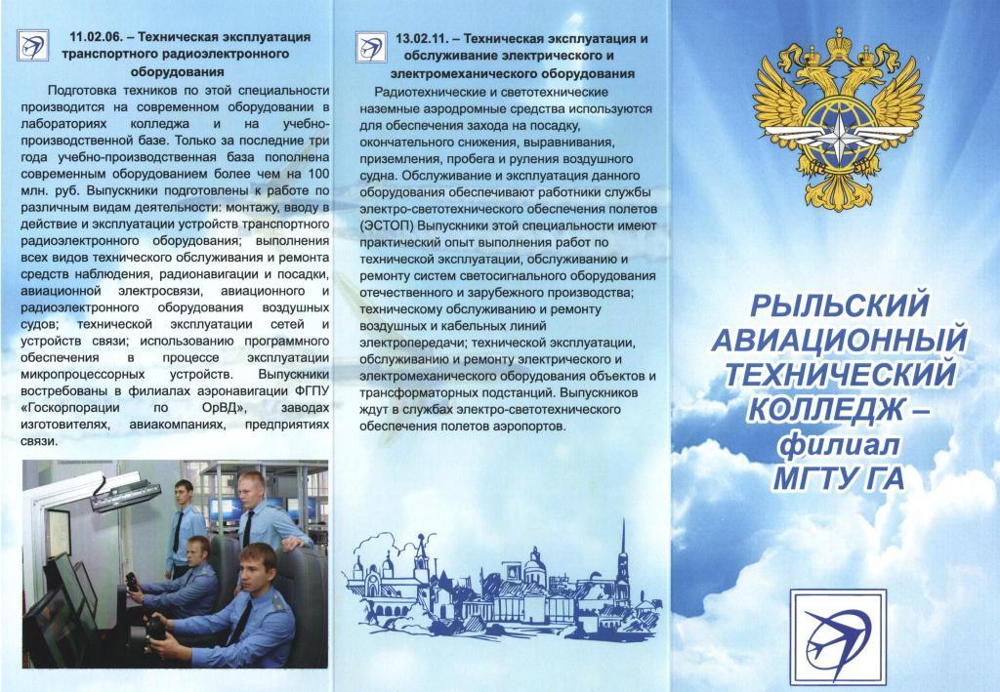 11.02.06. – Техническая эксплуатация
транспортного радиоэлектронного
оборудования
Подготовка техников по этой специальности
производится на современном оборудовании в
лабораториях колледжа и на учебно-
производственной базе. Только за последние три
года учебно-производственная база пополнена
современным оборудованием более чем на 100
млн. руб. Выпускники подготовлены к работе по
различным видам деятельности: монтажу, вводу в
действие и эксплуатации устройств транспортного
радиоэлектронного оборудования; выполнения
всех видов технического обслуживания и ремонта
средств наблюдения, радионавигации и посадки,
авиационной электросвязи, авиационного и
радиоэлектронного оборудования воздушных
судов; технической эксплуатации сетей и
устройств связи; использованию программного
обеспечения в процессе эксплуатации
микропроцессорных устройств. Выпускники
востребованы в филиалах аэронавигации ФГПУ
«Госкорпорации по ОрВД», заводах
изготовителях, авиакомпаниях, предприятиях
связи.
13.02.11. – Техническая эксплуатация и
обслуживание электрического и
электромеханического оборудования
Радиотехнические и светотехнические
наземные аэродромные средства используются
для обеспечения захода на посадку,
окончательного снижения, выравнивания,
приземления, пробега и руления воздушного
судна. Обслуживание и эксплуатация данного
оборудования обеспечивают работники службы
электро-светотехнического обеспечения полетов
(ЭСТОП) Выпускники этой специальности имеют
практический опыт выполнения работ по
технической эксплуатации, обслуживанию и
ремонту систем светосигнального оборудования
отечественного и зарубежного производства;
техническому обслуживанию и ремонту
воздушных и кабельных линий
электропередачи; технической эксплуатации,
обслуживанию и ремонту электрического и
электромеханического оборудования объектов и
трансформаторных подстанций. Выпускников
ждут в службах электро-светотехнического
обеспечения полетов аэропортов.
РЫЛЬСКИЙ
АВИАЦИОННЫЙ
ТЕХНИЧЕСКИЙ
КОЛЛЕДЖ –
филиал
МГТУ ГА